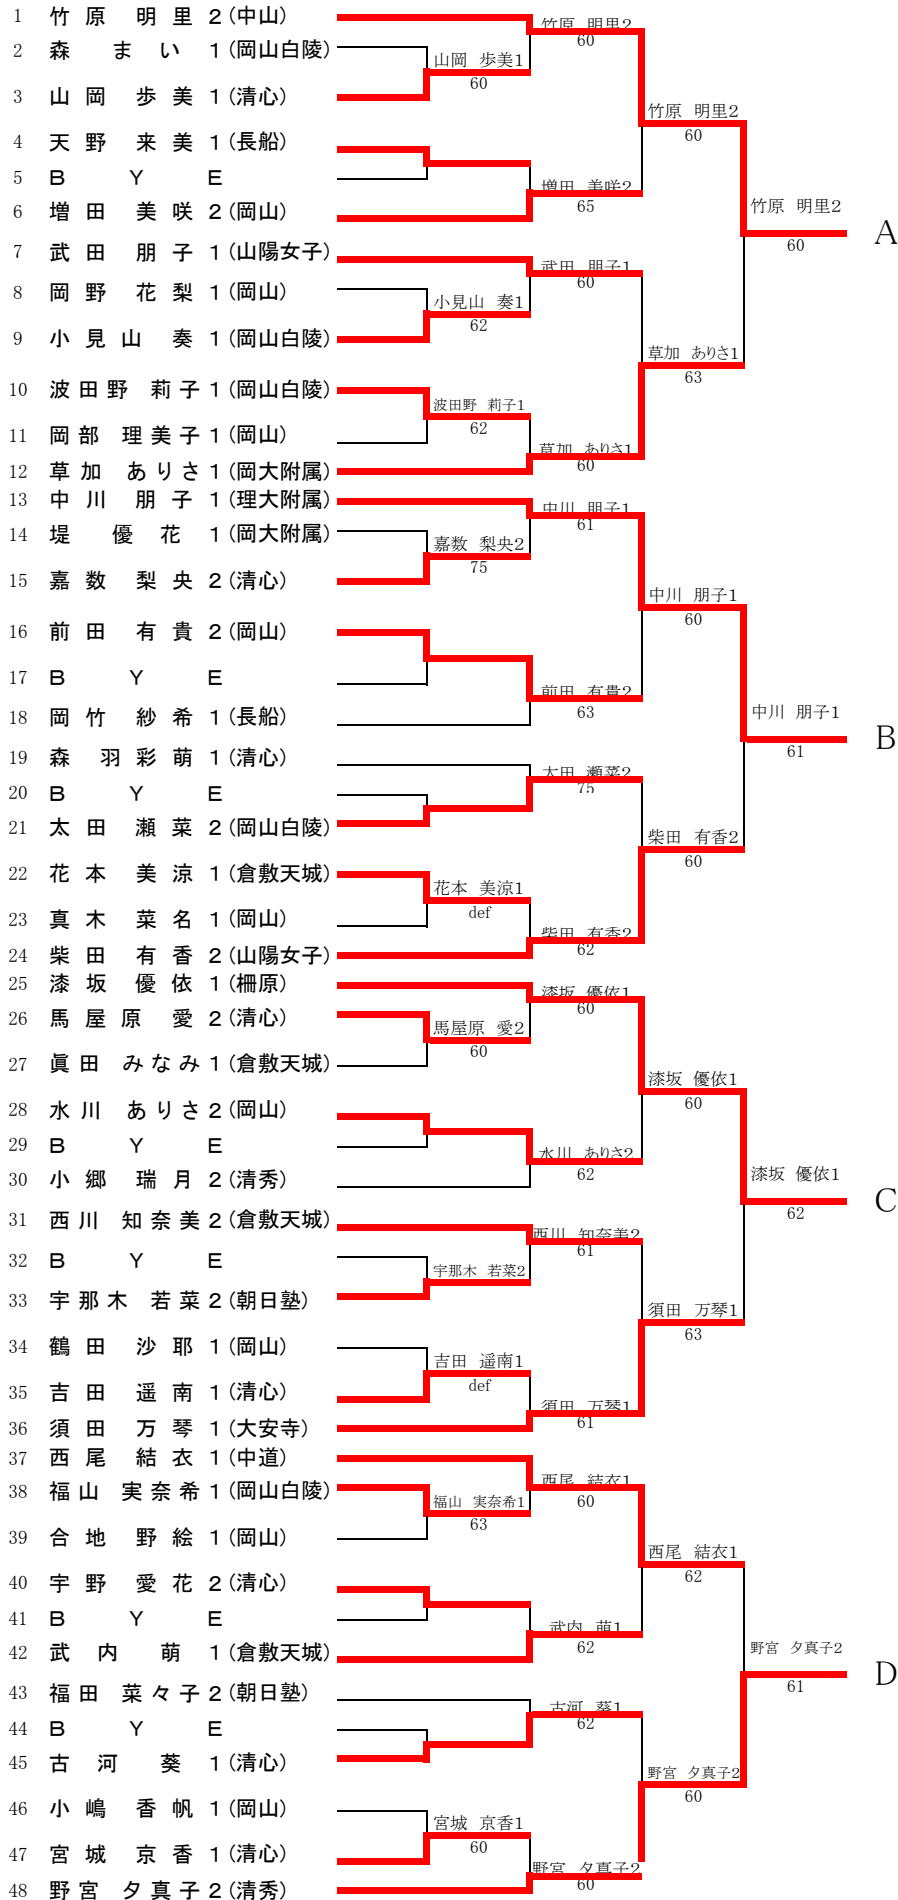 1 竹原 明里 2 (中山)
竹原 明里2
60
2 森 まい 1 (岡山白陵)
山岡 歩美1
60
3 山岡 歩美 1 (清心)
竹原 明里2
60
4 天野 来美 1 (長船)
5 BYE
増田 美咲2
65
6 増田 美咲 2 (岡山)
竹原 明里2
60
A
7 武田 朋子 1 (山陽女子)
武田 朋子1
60
8 岡野 花梨 1 (岡山)
小見山 奏1
62
9 小見山 奏 1 (岡山白陵)
草加 ありさ1
63
10 波田野 莉子 1 (岡山白陵)
波田野 莉子1
62
11 岡部 理美子 1 (岡山)
草加 ありさ1
60
12 草加 ありさ 1 (岡大附属)
13 中川 朋子 1 (理大附属)
中川 朋子1
61
14 堤 優花 1 (岡大附属)
嘉数 梨央2
75
15 嘉数 梨央 2 (清心)
中川 朋子1
60
16 前田 有貴 2 (岡山)
17 BYE
前田 有貴2
63
18 岡竹 紗希 1 (長船)
中川 朋子1
61
B
19 森 羽彩萌 1 (清心)
太田 瀬菜2
75
20 BYE
21 太田 瀬菜 2 (岡山白陵)
柴田 有香2
60
22 花本 美涼 1 (倉敷天城)
花本 美涼1
def
23 真木 菜名 1 (岡山)
柴田 有香2
62
24 柴田 有香 2 (山陽女子)
25 漆坂 優依 1 (柵原)
漆坂 優依1
60
26 馬屋原 愛 2 (清心)
馬屋原 愛2
60
27 眞田 みなみ 1 (倉敷天城)
漆坂 優依1
60
28 水川 ありさ 2 (岡山)
29 BYE
水川 ありさ2
62
30 小郷 瑞月 2 (清秀)
漆坂 優依1
62
C
31 西川 知奈美 2 (倉敷天城)
西川 知奈美2
61
32 BYE
宇那木 若菜2
33 宇那木 若菜 2 (朝日塾)
須田 万琴1
63
34 鶴田 沙耶 1 (岡山)
吉田 遥南1
def
35 吉田 遥南 1 (清心)
須田 万琴1
61
36 須田 万琴 1 (大安寺)
37 西尾 結衣 1 (中道)
西尾 結衣1
60
38 福山 実奈希 1 (岡山白陵)
福山 実奈希1
63
39 合地 野絵 1 (岡山)
西尾 結衣1
62
40 宇野 愛花 2 (清心)
41 BYE
武内 萌1
62
42 武内 萌 1 (倉敷天城)
野宮 夕真子2
61
D
43 福田 菜々子 2 (朝日塾)
古河 葵1
62
44 BYE
45 古河 葵 1 (清心)
野宮 夕真子2
60
46 小嶋 香帆 1 (岡山)
宮城 京香1
60
47 宮城 京香 1 (清心)
野宮 夕真子2
60
48 野宮 夕真子 2 (清秀)